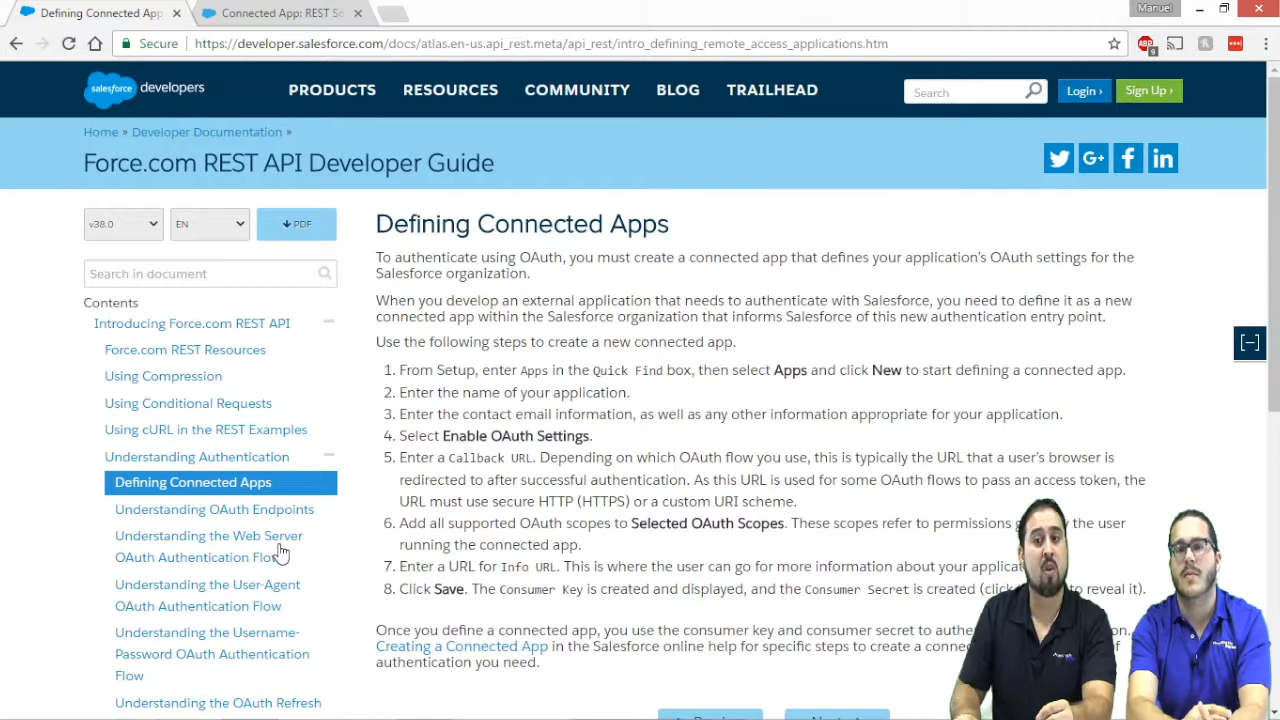 Defining Connected App
Connected App: REST Se
Manuel
Secure
https://developer.salesforce.com/docs/atlas.en-us.api_rest.meta/api_rest/intro_defining_remote_access_applications.htm
ABP
9
salesforce developers
PRODUCTS
RESOURCES
COMMUNITY
BLOG
TRAILHEAD
Search
Login ›
Sign Up ›
Home » Developer Documentation »
Force.com REST API Developer Guide
v38.0
EN
PDF
Search in document
Contents
Introducing Force.com REST API
Force.com REST Resources
Using Compression
Using Conditional Requests
Using cURL in the REST Examples
Understanding Authentication
Defining Connected Apps
Understanding OAuth Endpoints
Understanding the Web Server
OAuth Authentication Flow
Understanding the User-Agent
OAuth Authentication Flow
Understanding the Username-
Password OAuth Authentication
Flow
Understanding the OAuth Refresh
Defining Connected Apps
To authenticate using OAuth, you must create a connected app that defines your application's OAuth settings for the
Salesforce organization.
When you develop an external application that needs to authenticate with Salesforce, you need to define it as a new
connected app within the Salesforce organization that informs Salesforce of this new authentication entry point.
Use the following steps to create a new connected app.
1. From Setup, enter Apps in the Quick Find box, then select Apps and click New to start defining a connected app.
2. Enter the name of your application.
3. Enter the contact email information, as well as any other information appropriate for your application.
4. Select Enable OAuth Settings.
5. Enter a Callback URL. Depending on which OAuth flow you use, this is typically the URL that a user's browser is
redirected to after successful authentication. As this URL is used for some OAuth flows to pass an access token, the
URL must use secure HTTP (HTTPS) or a custom URI scheme.
6. Add all supported OAuth scopes to Selected OAuth Scopes. These scopes refer to permissions the user
running the connected app.
7. Enter a URL for Info URL. This is where the user can go for more information about your
8. Click Save. The Consumer Key is created and displayed, and the Consumer Secret is created (click to reveal it).
Once you define a connected app, you use the consumer key and consumer secret to
Creating a Connected App in the Salesforce online help for specific steps to create a of
authentication you need.